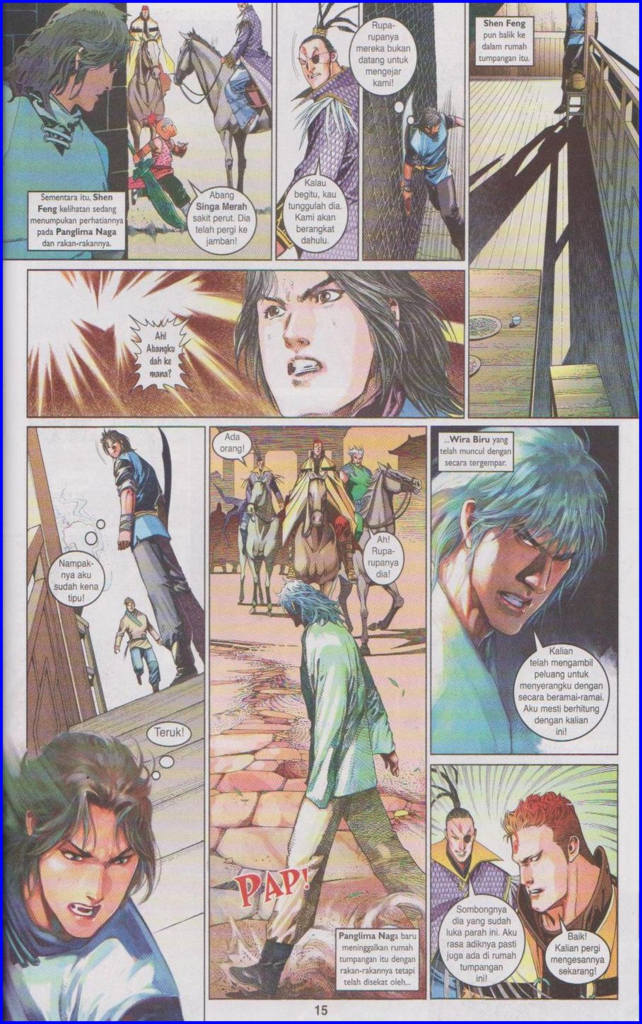 Sementara itu, Shen
Feng kelihatan sedang
menumpukan perhatiannya
pada Panglima Naga
dan rakan-rakannya.
Abang
Singa Merah
sakit perut. Dia
telah pergi ke
jamban!
Kalau
begitu, kau
tunggulah dia.
Kami akan
berangkat
dahulu.
Rupa-
rupanya
mereka bukan
datang untuk
mengejar
kami!
Shen Feng
pun balik ke
dalam rumah
tumpangan itu.
Ah!
Abangku
dah ke
mana?
Nampak-
nya aku
sudah kena
tipu!
Teruk!
Ada
orang!
Ah!
Rupa-
rupanya
dia!
PAP!
Panglima Naga baru
meninggalkan rumah
tumpangan itu dengan
rakan-rakannya tetapi
telah disekat oleh...
...Wira Biru yang
telah muncul dengan
secara tergempar.
Kalian
telah mengambil
peluang untuk
menyerangku dengan
secara beramai-ramai.
Aku mesti berhitung
dengan kalian
ini!
Sombongnya
dia yang sudah
luka parah ini. Aku
rasa adiknya pasti
juga ada di rumah
tumpangan
ini!
Baik!
Kalian pergi
mengesannya
sekarang!
15